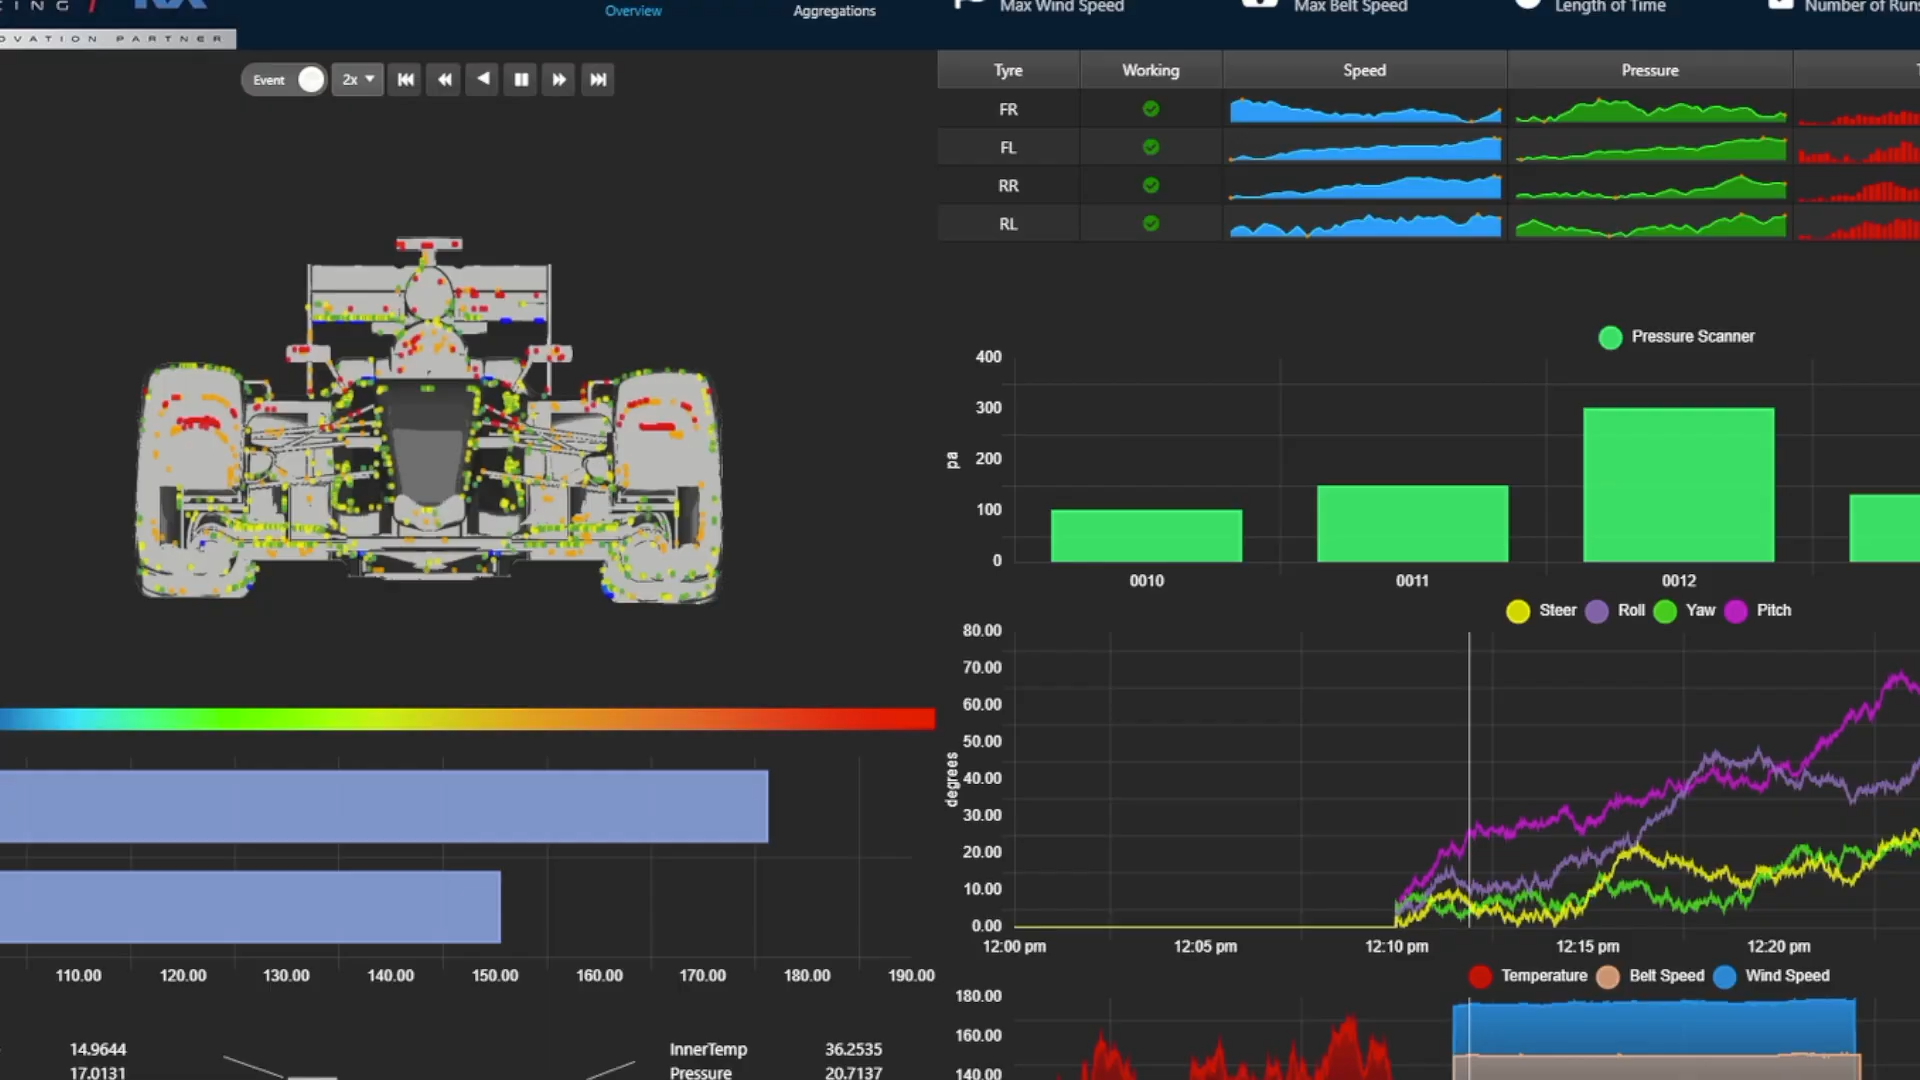 CING
OVATION PARTNER
Overview
Aggregations
Max Wind Speed
Max Belt Speed
Length of Time
Number of Runs
Event
2x
Tyre Working Speed Pressure
FR
FL
RR
RL
Pressure Scanner
400
300
200
100
0
pa
0010 0011 0012
Steer Roll Yaw Pitch
80.00
70.00
60.00
50.00
40.00
30.00
20.00
10.00
0.00
degrees
12:00 pm 12:05 pm 12:10 pm 12:15 pm 12:20 pm
110.00 120.00 130.00 140.00 150.00 160.00 170.00 180.00 190.00
Temperature Belt Speed Wind Speed
180.00
160.00
140.00
14.9644
17.0131
InnerTemp 36.2535
Pressure 20.7137